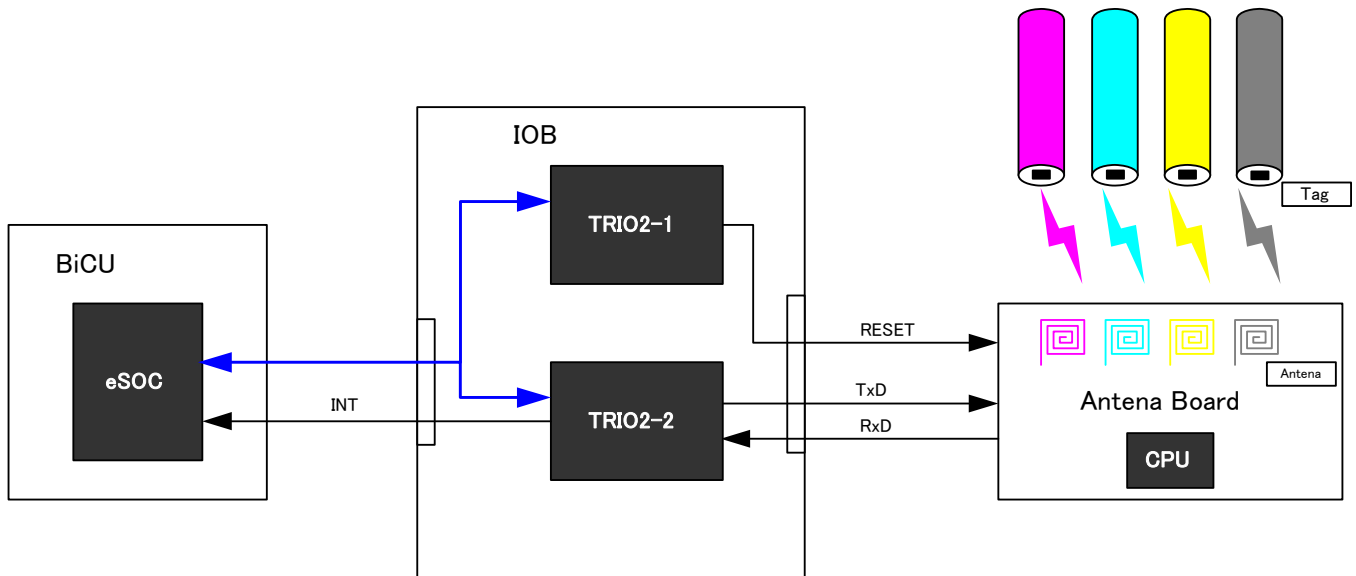 IOB
TRIO2-1
Tag
BiCU
eSOC
INT
TRIO2-2
RESET
TxD
RxD
Antena
Antena Board
CPU